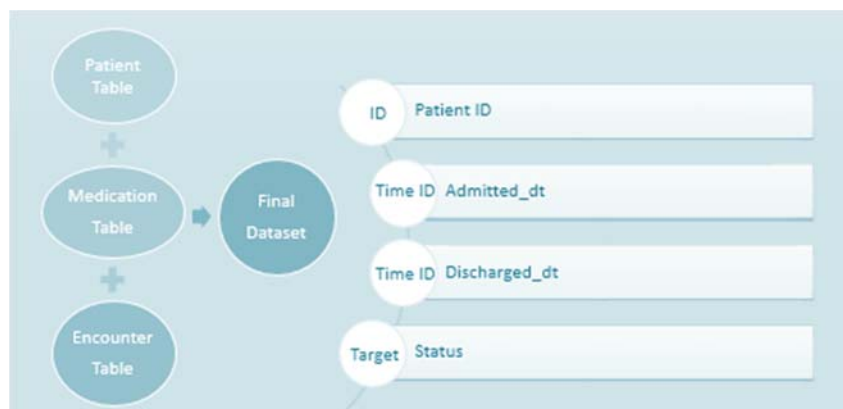 Patient
Table
Medication
Table
Encounter
Table
Final
Dataset
ID Patient ID
Time ID Admitted_dt
Time ID Discharged_dt
Target Status